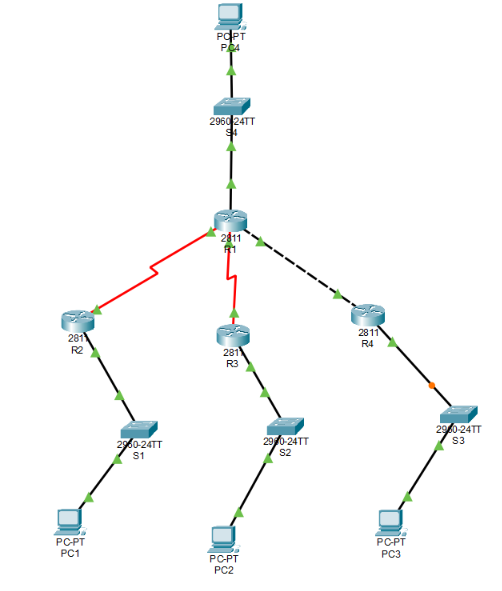 PC-PT
PC4
2960-24TT
S4
2811
R1
2811
R2
2811
R3
2811
R4
2960-24TT
S1
2960-24TT
S2
2960-24TT
S3
PC-PT
PC1
PC-PT
PC2
PC-PT
PC3